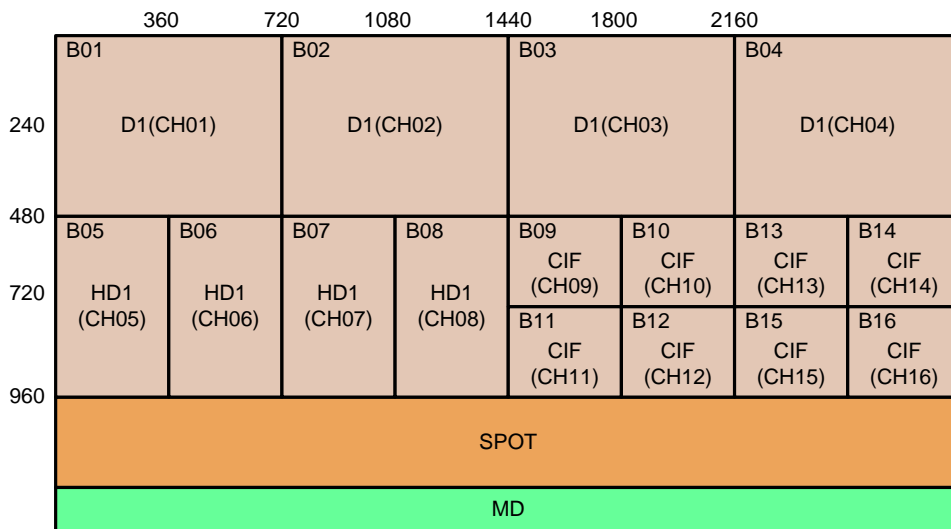 360 720 1080 1440 1800 2160
B01 B02 B03 B04
240 D1(CH01) D1(CH02) D1(CH03) D1(CH04)
480
B05 B06 B07 B08 B09 B10 B13 B14
CIF CIF CIF CIF
(CH09) (CH10) (CH13) (CH14)
720 HD1 HD1 HD1 HD1
(CH05) (CH06) (CH07) (CH08)
B11 B12 B15 B16
CIF CIF CIF CIF
(CH11) (CH12) (CH15) (CH16)
960
SPOT
MD